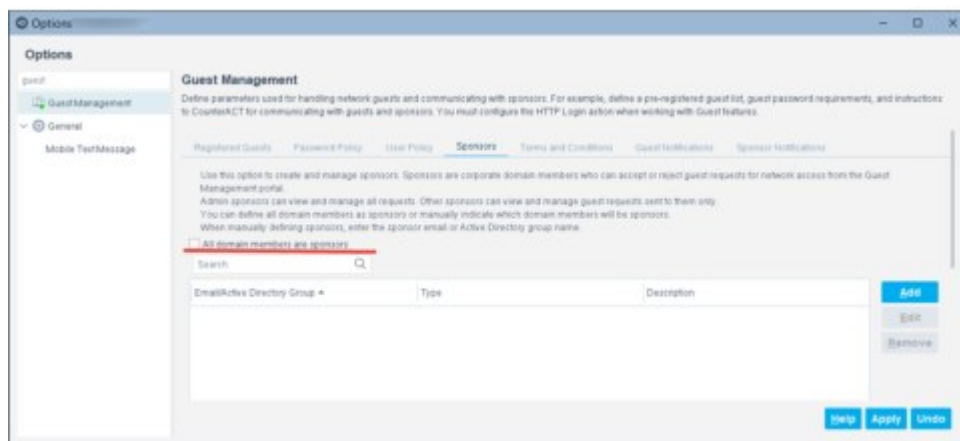 Options
Options
guest
Guest Management
General
Mobile Text Message
Guest Management
Define parameters used for handling network guests and communicating with sponsors. For example, define a pre-registered guest list, guest password requirements, and instructions
to CounterACT for communicating with guests and sponsors. You must configure the HTTP Login action when working with Guest features.
Registered Guests Password Policy User Policy Sponsors Terms and Conditions Guest Notifications Sponsor Notifications
Use this option to create and manage sponsors. Sponsors are corporate domain members who can accept or reject guest requests for network access from the Guest
Management portal.
Admin sponsors can view and manage all requests. Other sponsors can view and manage guest requests sent to them only.
You can define all domain members as sponsors or manually indicate which domain members will be sponsors.
When manually defining sponsors, enter the sponsor email or Active Directory group name.
All domain members are sponsors
Search
Email/Active Directory Group Type Description
Add
Edit
Remove
Help Apply Undo